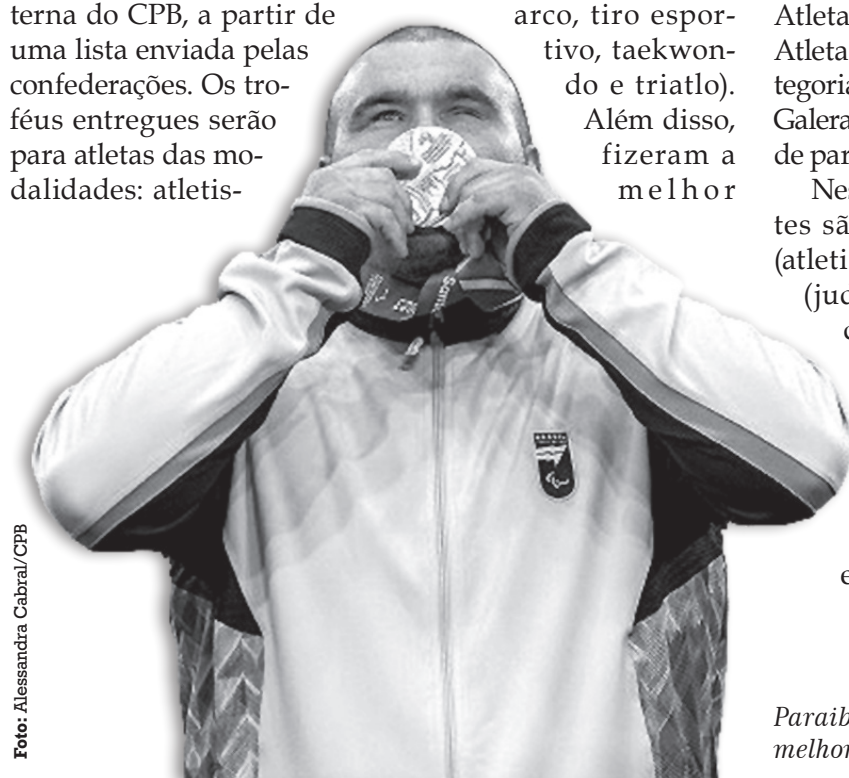 terna do CPB, a partir de
uma lista enviada pelas
confederações. Os tro-
féus entregues serão
para atletas das mo-
dalidades: atletis-
arco, tiro espor-
tivo, taekwon-
do e triatlo).
Além disso,
fizeram a
melhor
Atleta
Atleta
tegoria
Galera
de par
Nes
tes sã
(atleti
(juc
Foto: Alessandra Cabral/CPB
Paraib
melhor